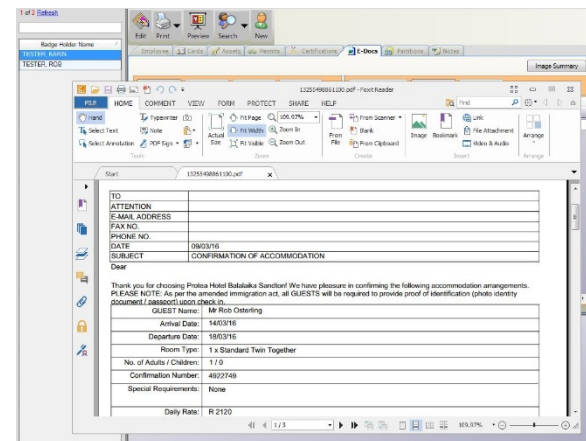 1 of 2 Refresh
Edit Print Preview Search New
Badge Holder Name
TESTER, KARIN
TESTER, ROB
Employee Cards Assets Permits Certifications E-Docs Partitions Notes
Image Summary
13255498861100.pdf - Foxit Reader
FILE HOME COMMENT VIEW FORM PROTECT SHARE HELP Find
Hand Typewriter Fit Page 109.97% From Scanner Link
Select Text Note Fit Width Zoom In Blank File Attachment
Select Annotation PDF Sign Actual Size Fit Visible Zoom Out From File From Clipboard Image Bookmark Video & Audio Arrange
Tools Zoom Create Insert Arrange
Start 13255498861100.pdf
TO
ATTENTION
E-MAIL ADDRESS
FAX NO.
PHONE NO.
DATE 09/03/16
SUBJECT CONFIRMATION OF ACCOMMODATION
Dear
Thank you for choosing Protea Hotel Balalaika Sandton! We have pleasure in confirming the following accommodation arrangements.
PLEASE NOTE: As per the amended immigration act, all GUESTS will be required to provide proof of identification (photo identity
document / passport) upon check in.
GUEST Name: Mr Rob Osterling
Arrival Date: 14/03/16
Departure Date: 18/03/16
Room Type: 1 x Standard Twin Together
No. of Adults / Children: 1 / 0
Confirmation Number: 4922749
Special Requirements: None
Daily Rate: R 2120
1 / 3 109.97%